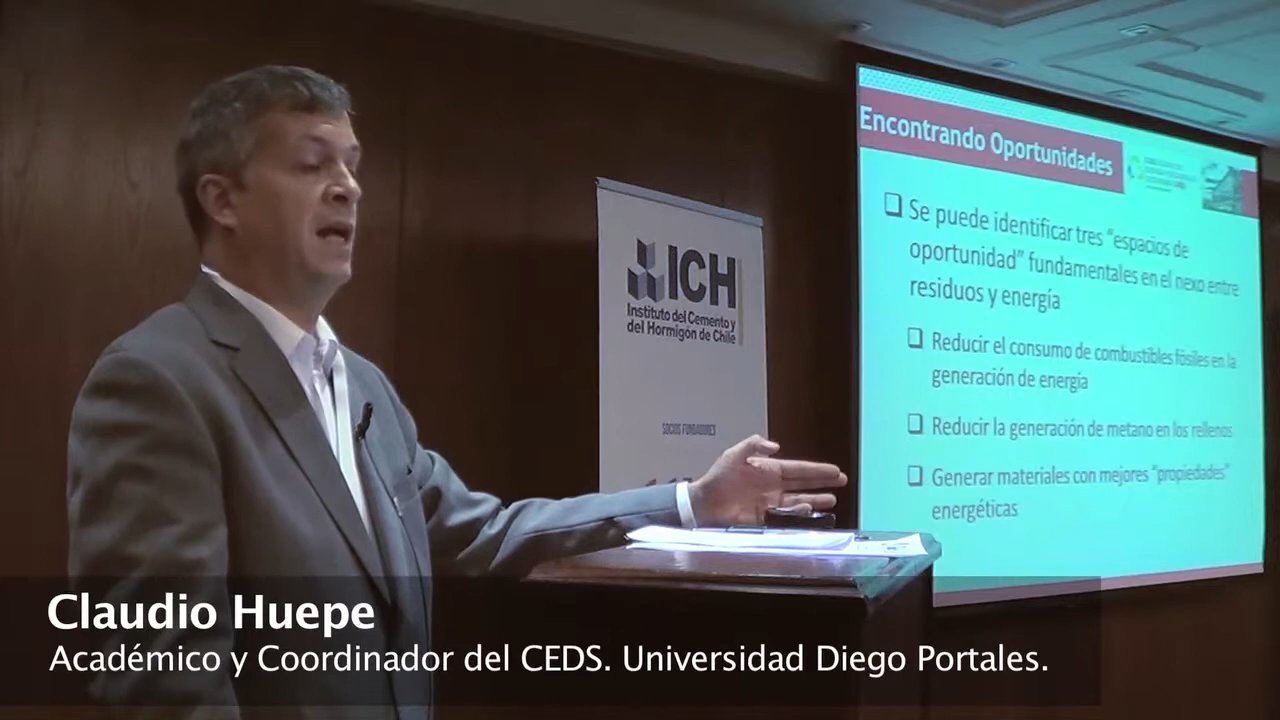 Encontrando Oportunidades
❑ Se puede identificar tres “espacios de
oportunidad” fundamentales en el nexo entre
residuos y energía
❑ Reducir el consumo de combustibles fósiles en la
generación de energía
❑ Reducir la generación de metano en los rellenos
❑ Generar materiales con mejores “propiedades”
energéticas
ICH
Instituto del Cemento y
del Hormigón de Chile
SOCIOS FUNDADORES
Claudio Huepe
Académico y Coordinador del CEDS. Universidad Diego Portales.